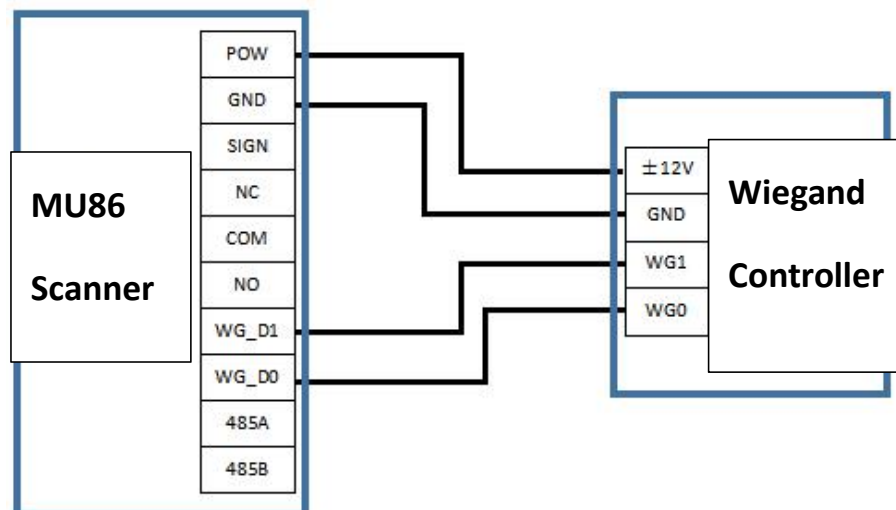 MU86
Scanner
POW
GND
SIGN
NC
COM
NO
WG_D1
WG_D0
485A
485B
±12V
GND
WG1
WG0
Wiegand
Controller